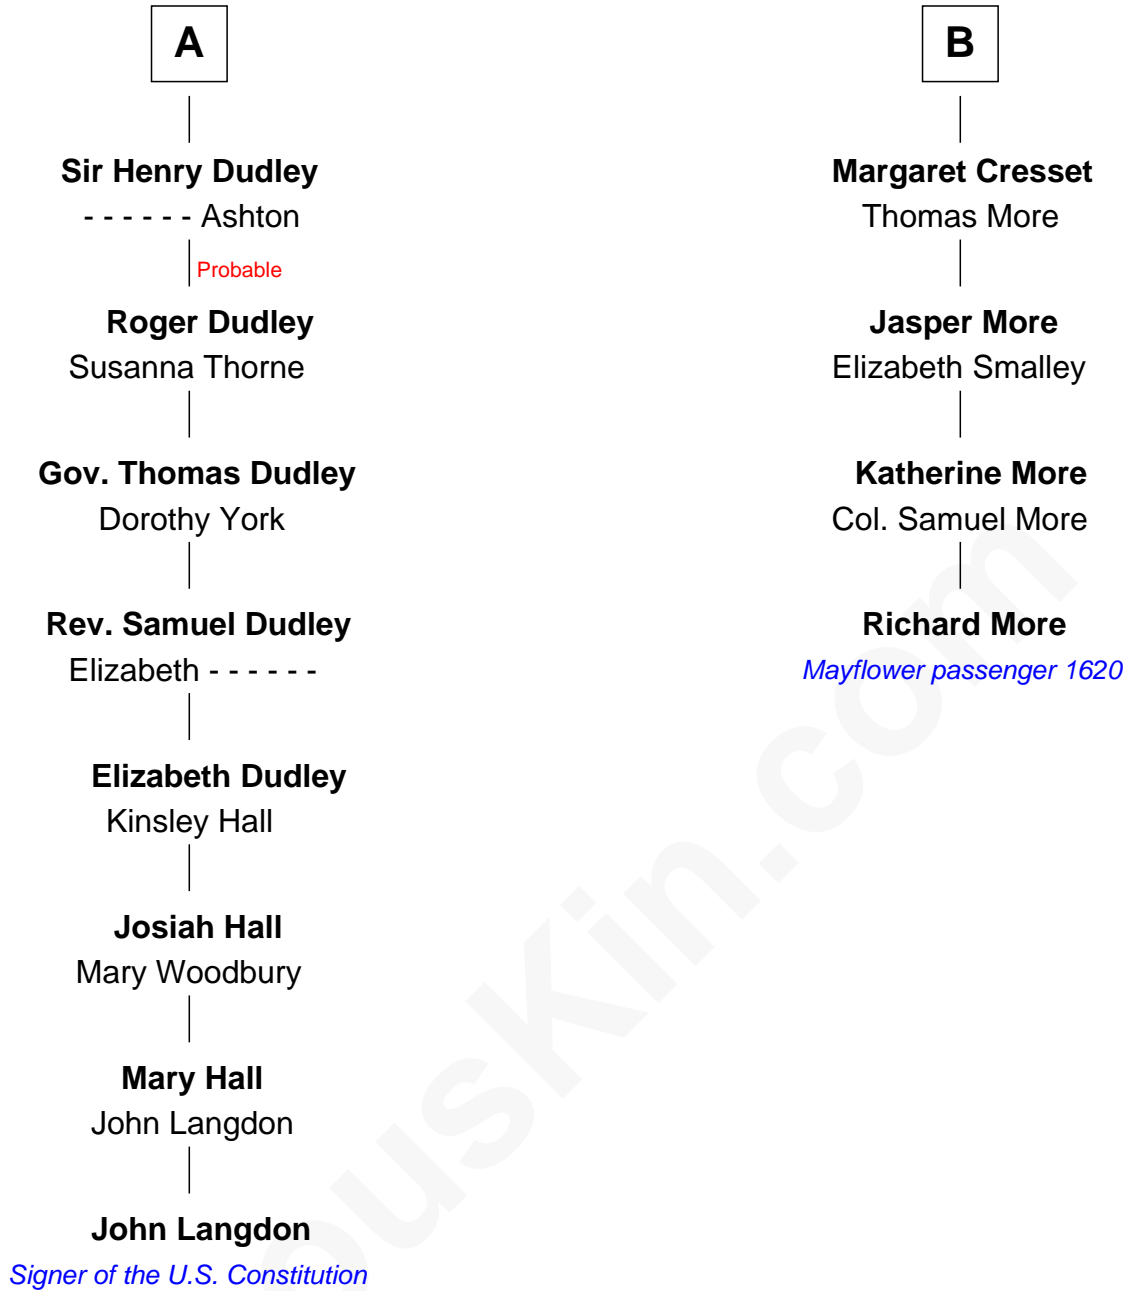 A
Sir Henry Dudley
- - - - - - Ashton
Probable
Roger Dudley
Susanna Thorne
Gov. Thomas Dudley
Dorothy York
Rev. Samuel Dudley
Elizabeth - - - - - -
Elizabeth Dudley
Kinsley Hall
Josiah Hall
Mary Woodbury
Mary Hall
John Langdon
John Langdon
Signer of the U.S. Constitution
B
Margaret Cresset
Thomas More
Jasper More
Elizabeth Smalley
Katherine More
Col. Samuel More
Richard More
Mayflower passenger 1620
ousKin.com